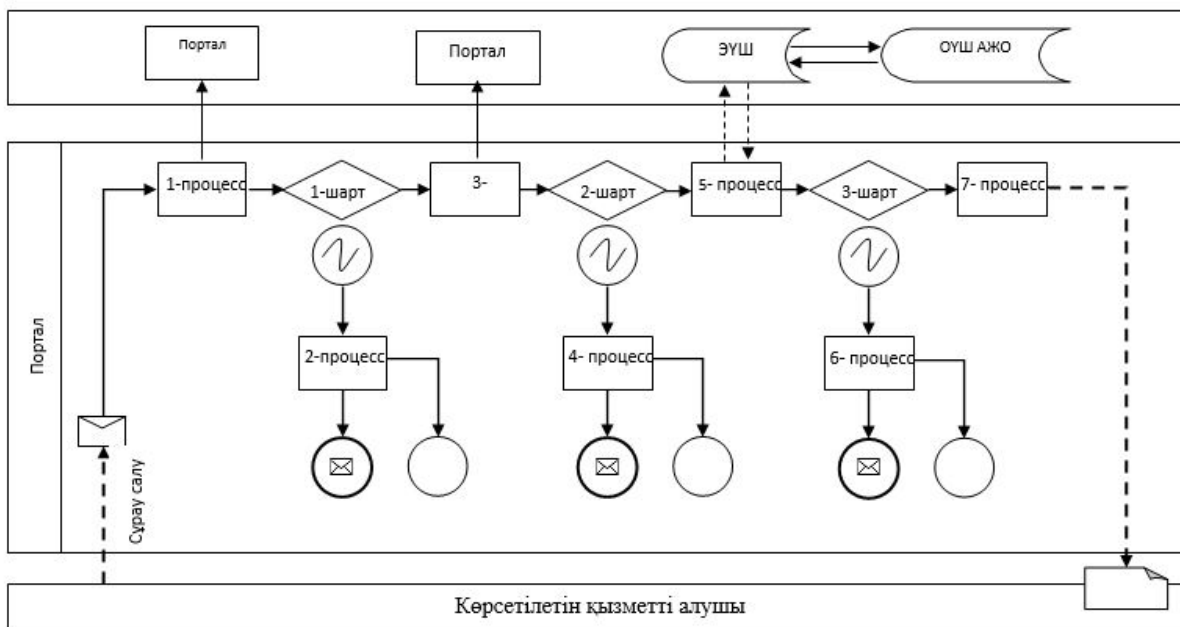 Портал
Портал
ЭҮШ
ОҮШ АЖО
1-процесс
1-шарт
3-
2-шарт
5- процесс
3-шарт
7- процесс
Портал
2-процесс
4- процесс
6- процесс
Сұрау салу
Көрсетілетін қызметті алушы